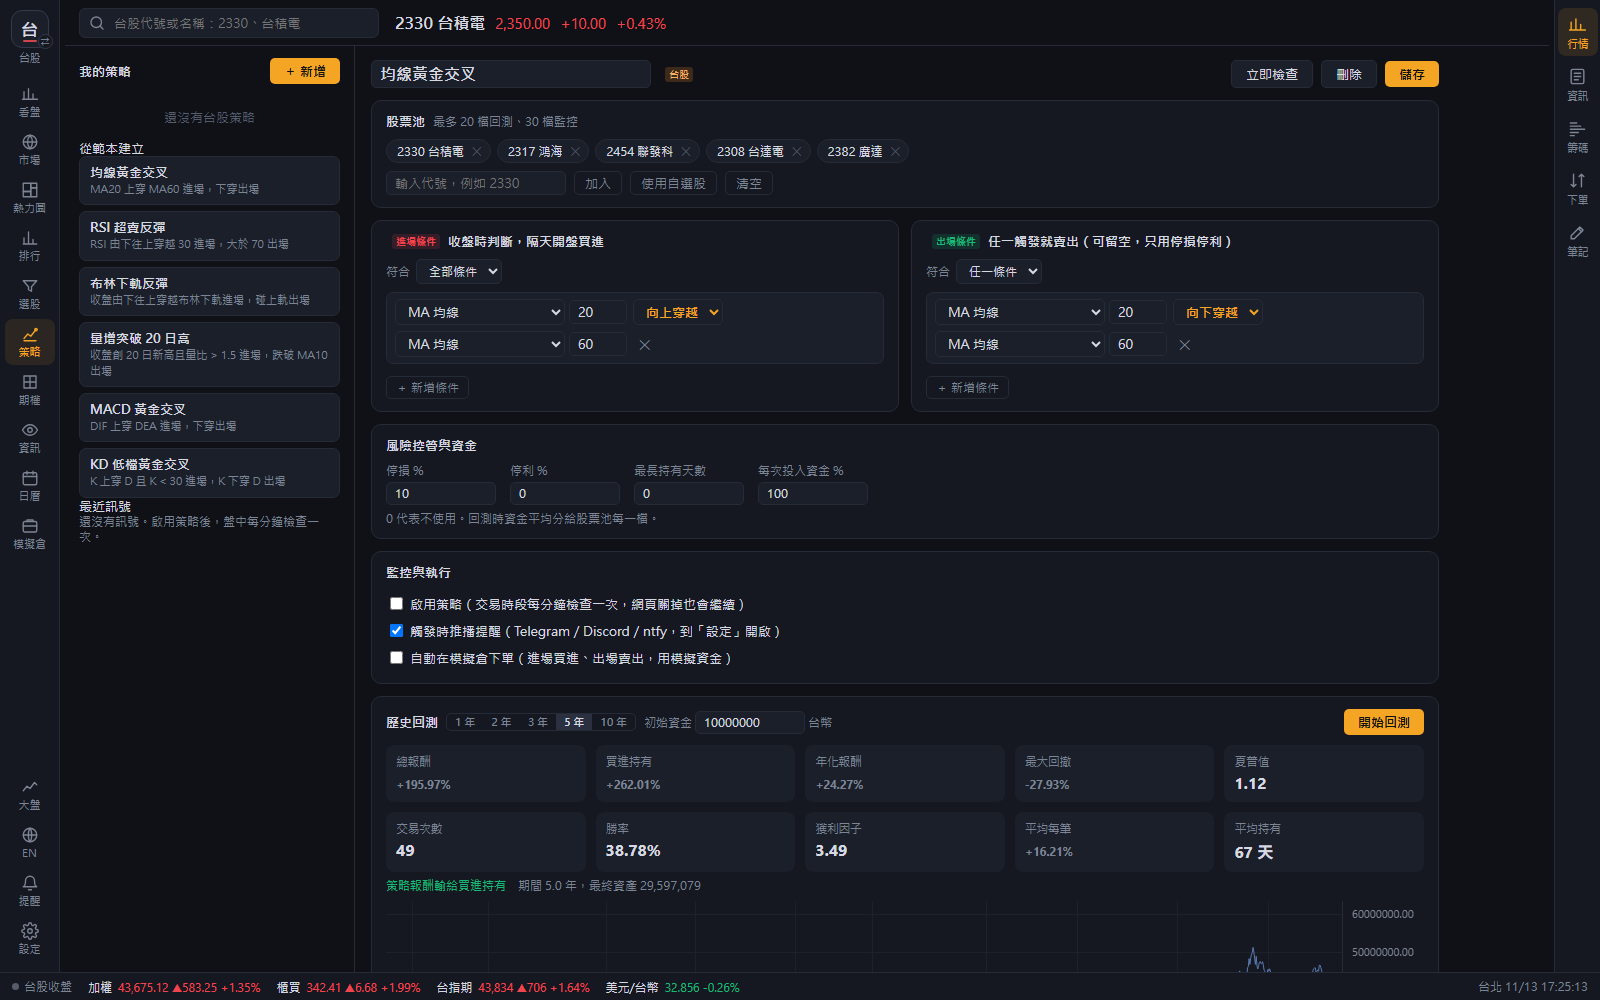 台
台股
看盤
市場
熱力圖
排行
選股
策略
期權
資訊
日曆
模擬倉
大盤
EN
提醒
設定
台股代號或名稱：2330、台積電
2330 台積電 2,350.00 +10.00 +0.43%
我的策略
+ 新增
還沒有台股策略
從範本建立
均線黃金交叉
MA20 上穿 MA60 進場，下穿出場
RSI 超賣反彈
RSI 由下往上穿越 30 進場，大於 70 出場
布林下軌反彈
收盤由下往上穿越布林下軌進場，碰上軌出場
量增突破 20 日高
收盤創 20 日新高且量比 > 1.5 進場，跌破 MA10
出場
MACD 黃金交叉
DIF 上穿 DEA 進場，下穿出場
KD 低檔黃金交叉
K 上穿 D 且 K < 30 進場，K 下穿 D 出場
最近訊號
還沒有訊號。啟用策略後，盤中每分鐘檢查一
次。
均線黃金交叉
台股
立即檢查
刪除
儲存
股票池 最多 20 檔回測、30 檔監控
2330 台積電
2317 鴻海
2454 聯發科
2308 台達電
2382 廣達
輸入代號，例如 2330
加入
使用自選股
清空
進場條件 收盤時判斷，隔天開盤買進
符合 全部條件
MA 均線 20 向上穿越
MA 均線 60
+ 新增條件
出場條件 任一觸發就賣出（可留空，只用停損停利）
符合 任一條件
MA 均線 20 向下穿越
MA 均線 60
+ 新增條件
風險控管與資金
停損 % 停利 % 最長持有天數 每次投入資金 %
10 0 0 100
0 代表不使用。回測時資金平均分給股票池每一檔。
監控與執行
啟用策略（交易時段每分鐘檢查一次，網頁關掉也會繼續）
觸發時推播提醒（Telegram / Discord / ntfy，到「設定」開啟）
自動在模擬倉下單（進場買進、出場賣出，用模擬資金）
歷史回測 1 年 2 年 3 年 5 年 10 年 初始資金 10000000 台幣
開始回測
總報酬
+195.97%
買進持有
+262.01%
年化報酬
+24.27%
最大回撤
-27.93%
夏普值
1.12
交易次數
49
勝率
38.78%
獲利因子
3.49
平均每筆
+16.21%
平均持有
67 天
策略報酬輸給買進持有 期間 5.0 年，最終資產 29,597,079
60000000.00
50000000.00
行情
資訊
籌碼
下單
筆記
台股收盤 加權 43,675.12 ▲583.25 +1.35% 櫃買 342.41 ▲6.68 +1.99% 台指期 43,834 ▲706 +1.64% 美元/台幣 32.856 -0.26% 台北 11/13 17:25:13